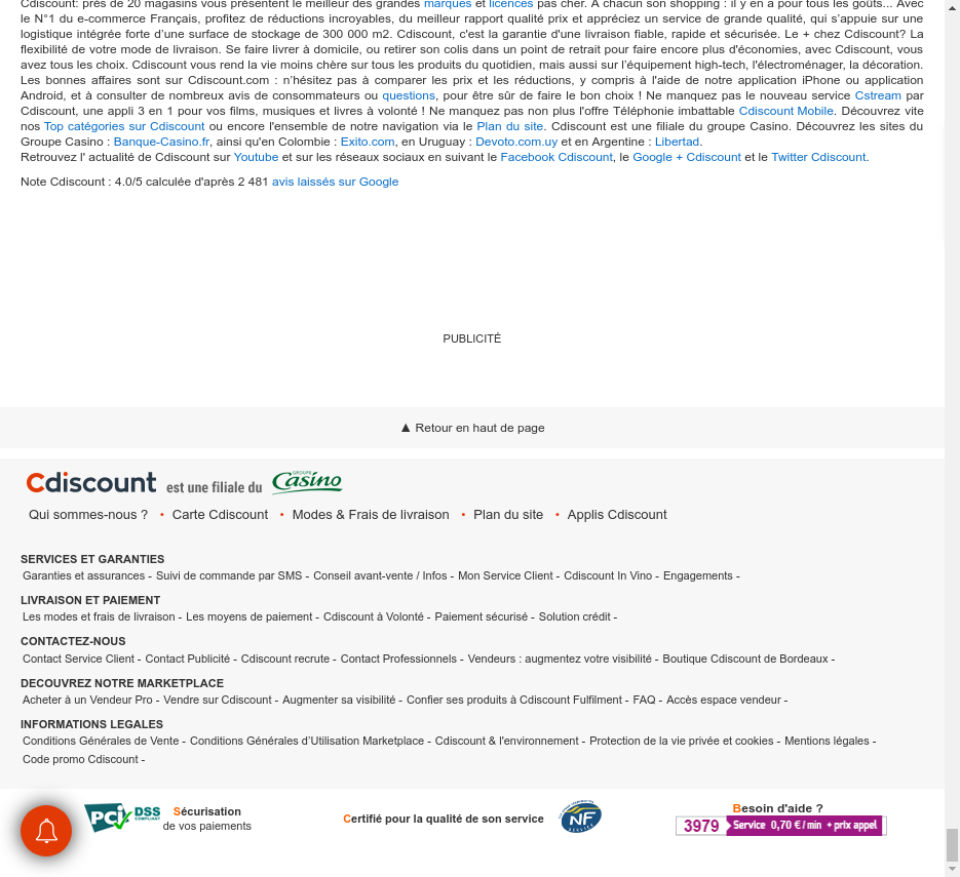 Cdiscount: près de 20 magasins vous présentent le meilleur des grandes marques et licences pas cher. A chacun son shopping : il y en a pour tous les goûts... Avec
le N°1 du e-commerce Français, profitez de réductions incroyables, du meilleur rapport qualité prix et appréciez un service de grande qualité, qui s'appuie sur une
logistique intégrée forte d'une surface de stockage de 300 000 m2. Cdiscount, c'est la garantie d'une livraison fiable, rapide et sécurisée. Le + chez Cdiscount? La
flexibilité de votre mode de livraison. Se faire livrer à domicile, ou retirer son colis dans un point de retrait pour faire encore plus d'économies, avec Cdiscount, vous
avez tous les choix. Cdiscount vous rend la vie moins chère sur tous les produits du quotidien, mais aussi sur l'équipement high-tech, l'électroménager, la décoration.
Les bonnes affaires sont sur Cdiscount.com : n'hésitez pas à comparer les prix et les réductions, y compris à l'aide de notre application iPhone ou application
Android, et à consulter de nombreux avis de consommateurs ou questions, pour être sûr de faire le bon choix ! Ne manquez pas le nouveau service Cstream par
Cdiscount, une appli 3 en 1 pour vos films, musiques et livres à volonté ! Ne manquez pas non plus l'offre Téléphonie imbattable Cdiscount Mobile. Découvrez vite
nos Top catégories sur Cdiscount ou encore l'ensemble de notre navigation via le Plan du site. Cdiscount est une filiale du groupe Casino. Découvrez les sites du
Groupe Casino : Banque-Casino.fr, ainsi qu'en Colombie : Exito.com, en Uruguay : Devoto.com.uy et en Argentine : Libertad.
Retrouvez l' actualité de Cdiscount sur Youtube et sur les réseaux sociaux en suivant le Facebook Cdiscount, le Google + Cdiscount et le Twitter Cdiscount.
Note Cdiscount : 4.0/5 calculée d'après 2 481 avis laissés sur Google
PUBLICITÉ
▲ Retour en haut de page
Cdiscount est une filiale du GROUPE Casino
Qui sommes-nous ? • Carte Cdiscount • Modes & Frais de livraison • Plan du site • Applis Cdiscount
SERVICES ET GARANTIES
Garanties et assurances - Suivi de commande par SMS - Conseil avant-vente / Infos - Mon Service Client - Cdiscount In Vino - Engagements -
LIVRAISON ET PAIEMENT
Les modes et frais de livraison - Les moyens de paiement - Cdiscount à Volonté - Paiement sécurisé - Solution crédit -
CONTACTEZ-NOUS
Contact Service Client - Contact Publicité - Cdiscount recrute - Contact Professionnels - Vendeurs : augmentez votre visibilité - Boutique Cdiscount de Bordeaux -
DECOUVREZ NOTRE MARKETPLACE
Acheter à un Vendeur Pro - Vendre sur Cdiscount - Augmenter sa visibilité - Confier ses produits à Cdiscount Fulfilment - FAQ - Accès espace vendeur -
INFORMATIONS LEGALES
Conditions Générales de Vente - Conditions Générales d'Utilisation Marketplace - Cdiscount & l'environnement - Protection de la vie privée et cookies - Mentions légales -
Code promo Cdiscount -
PCI DSS COMPLIANT Sécurisation
de vos paiements
Certifié pour la qualité de son service
NF SERVICE
Besoin d'aide ?
3979 Service 0,70 € / min + prix appel